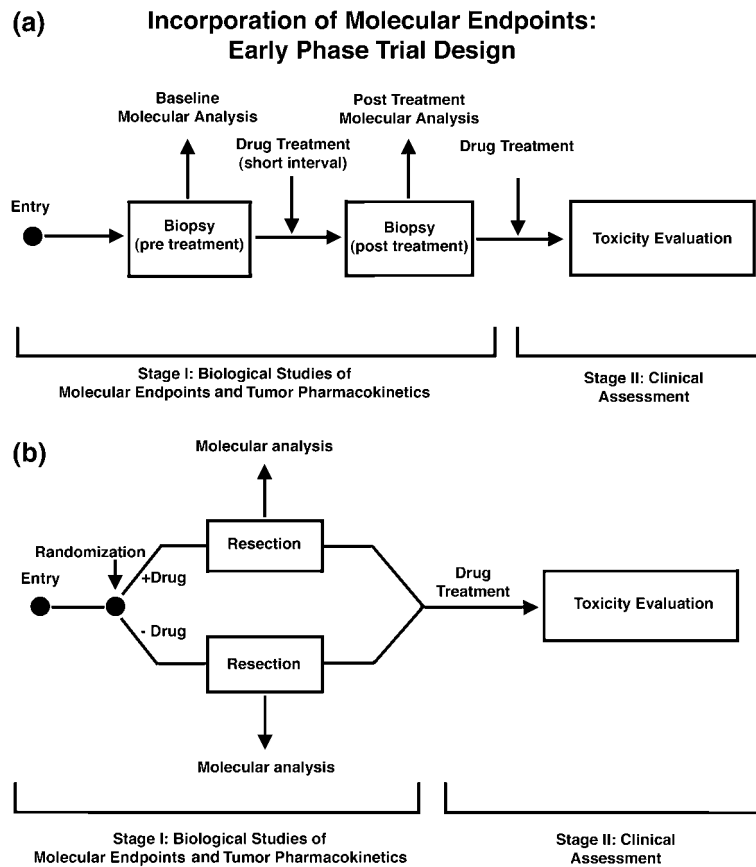 (a)
Incorporation of Molecular Endpoints:
Early Phase Trial Design
Baseline
Molecular Analysis
Post Treatment
Molecular Analysis
Drug Treatment
(short interval)
Drug Treatment
Entry
Biopsy
(pre treatment)
Biopsy
(post treatment)
Toxicity Evaluation
Stage I: Biological Studies of
Molecular Endpoints and Tumor Pharmacokinetics
Stage II: Clinical
Assessment
(b)
Molecular analysis
Randomization
Entry
+Drug
- Drug
Resection
Resection
Drug
Treatment
Toxicity Evaluation
Molecular analysis
Stage I: Biological Studies of
Molecular Endpoints and Tumor Pharmacokinetics
Stage II: Clinical
Assessment